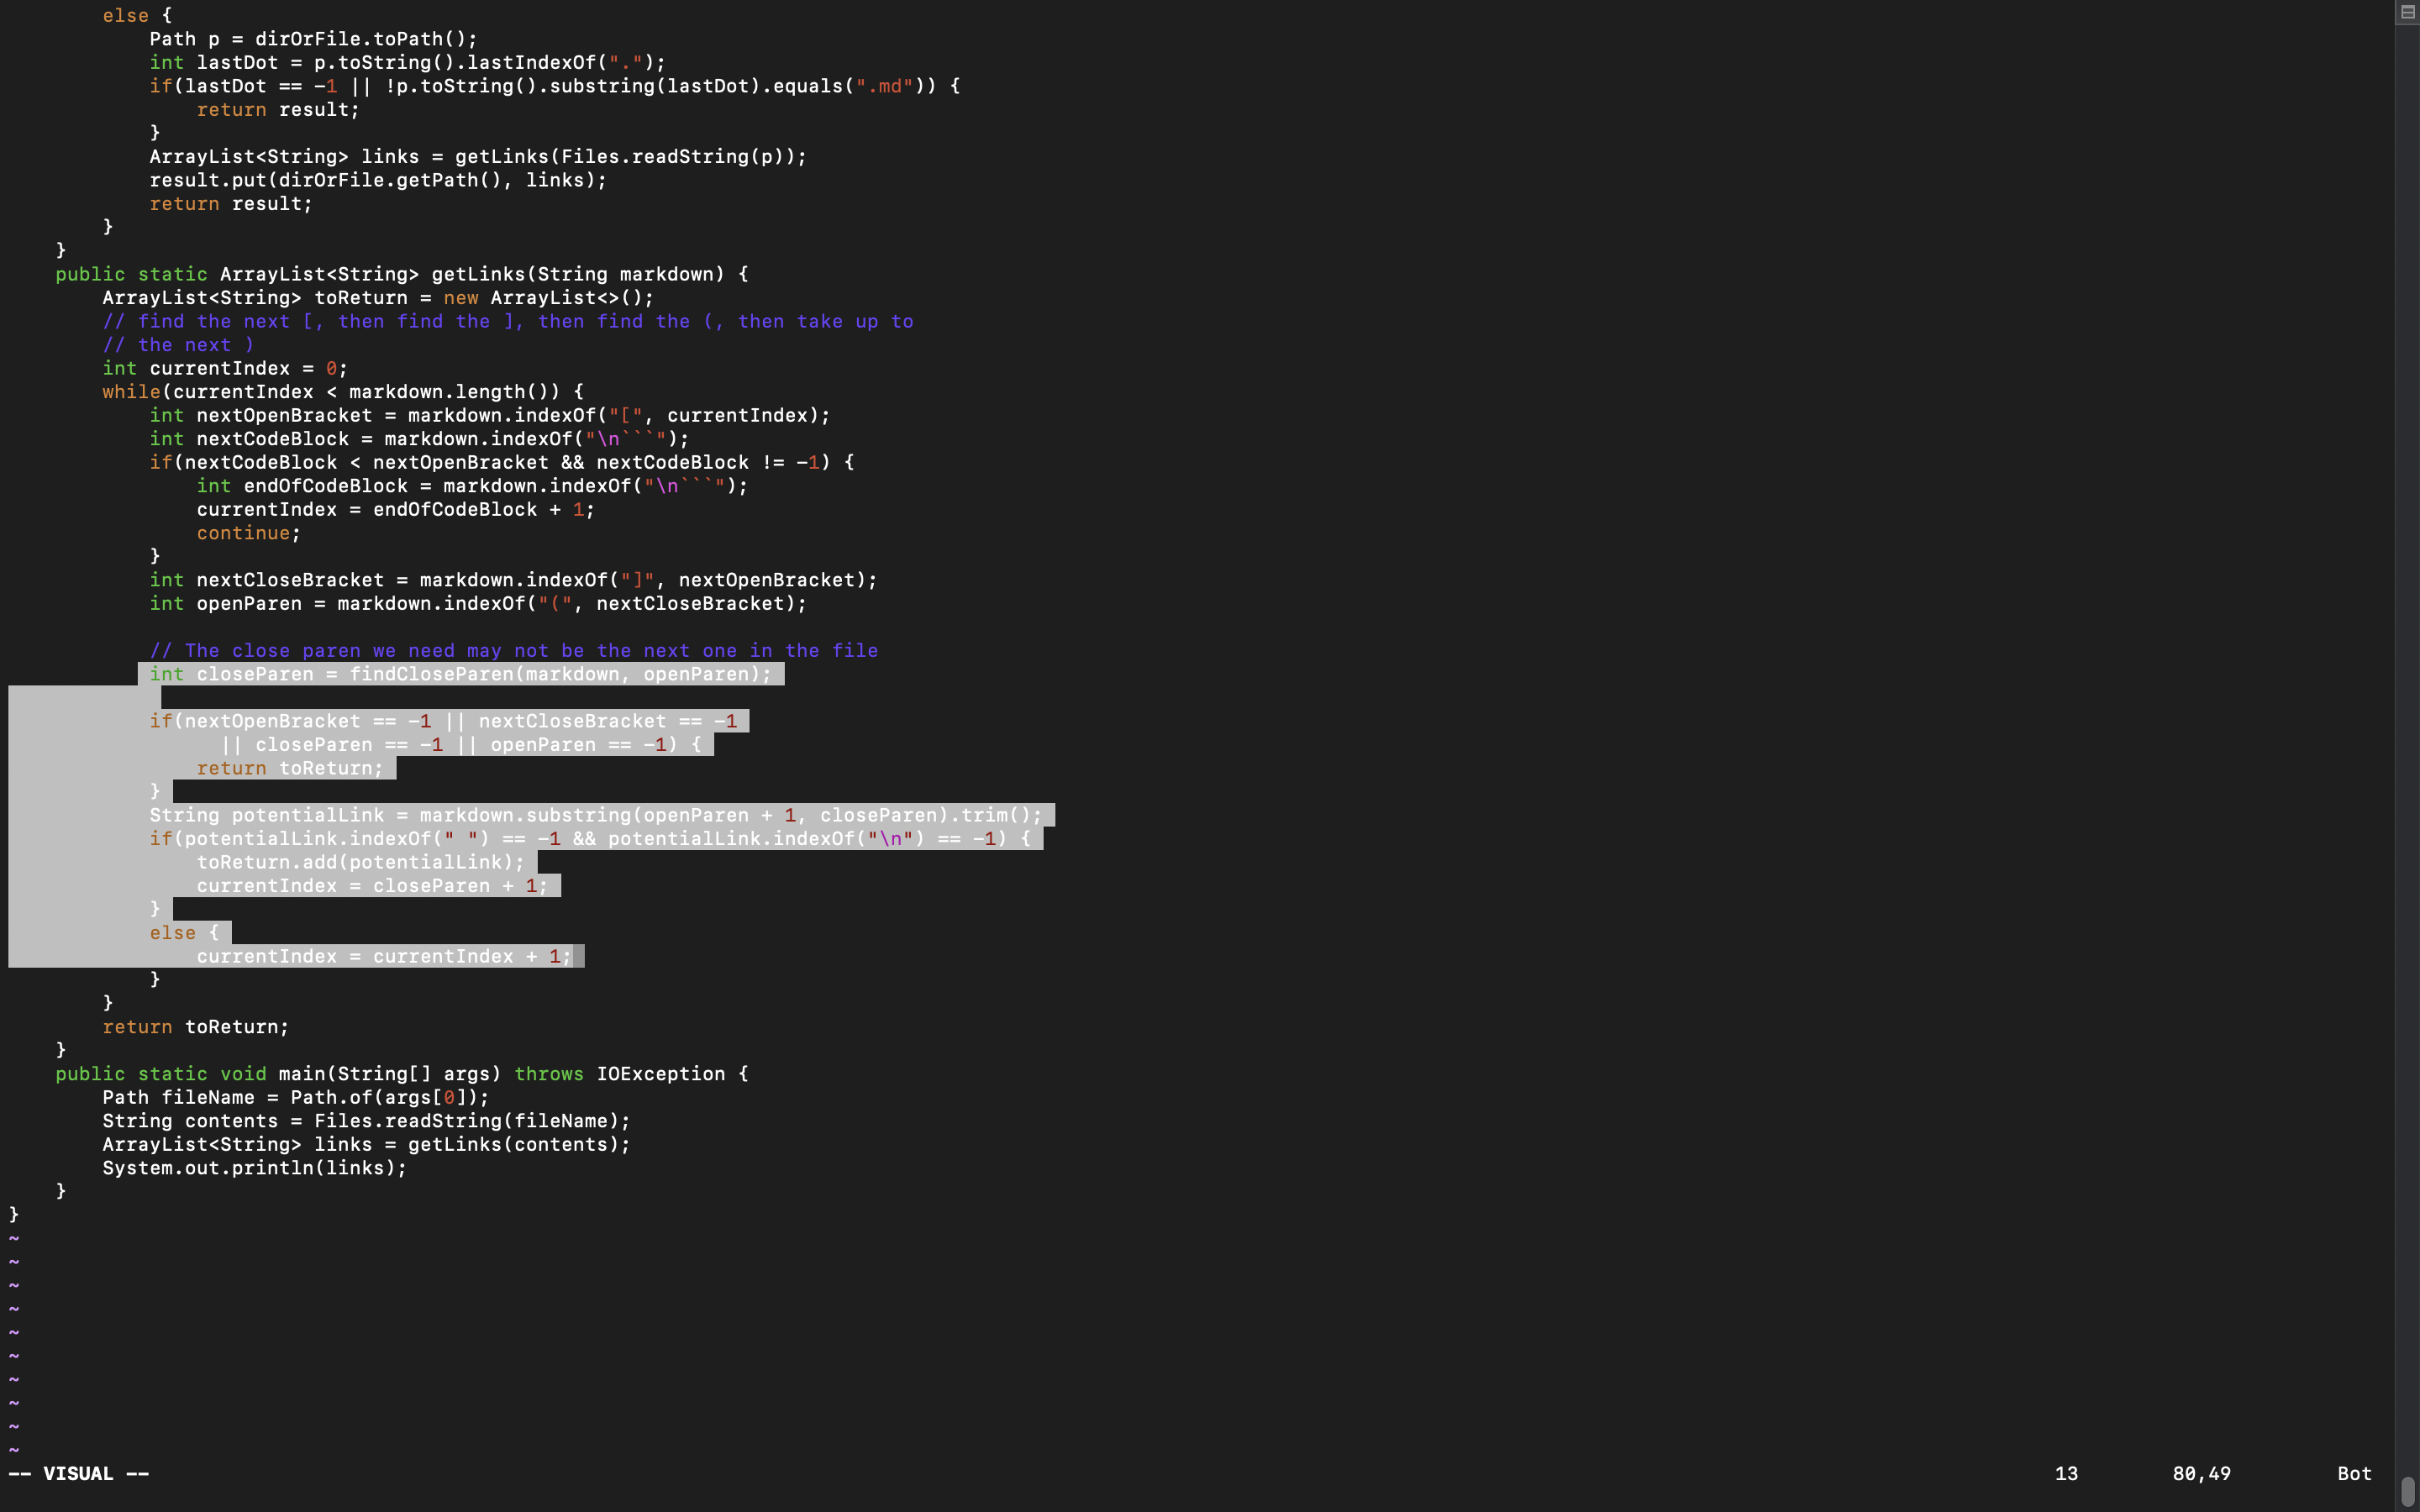 else {
            Path p = dirOrFile.toPath();
            int lastDot = p.toString().lastIndexOf(".");
            if(lastDot == -1 || !p.toString().substring(lastDot).equals(".md")) {
                return result;
            }
            ArrayList<String> links = getLinks(Files.readString(p));
            result.put(dirOrFile.getPath(), links);
            return result;
        }
    }
    public static ArrayList<String> getLinks(String markdown) {
        ArrayList<String> toReturn = new ArrayList<>();
        // find the next [, then find the ], then find the (, then take up to
        // the next )
        int currentIndex = 0;
        while(currentIndex < markdown.length()) {
            int nextOpenBracket = markdown.indexOf("[", currentIndex);
            int nextCodeBlock = markdown.indexOf("\n```");
            if(nextCodeBlock < nextOpenBracket && nextCodeBlock != -1) {
                int endOfCodeBlock = markdown.indexOf("\n```");
                currentIndex = endOfCodeBlock + 1;
                continue;
            }
            int nextCloseBracket = markdown.indexOf("]", nextOpenBracket);
            int openParen = markdown.indexOf("(", nextCloseBracket);

            // The close paren we need may not be the next one in the file
            int closeParen = findCloseParen(markdown, openParen);

            if(nextOpenBracket == -1 || nextCloseBracket == -1
                  || closeParen == -1 || openParen == -1) {
                return toReturn;
            }
            String potentialLink = markdown.substring(openParen + 1, closeParen).trim();
            if(potentialLink.indexOf(" ") == -1 && potentialLink.indexOf("\n") == -1) {
                toReturn.add(potentialLink);
                currentIndex = closeParen + 1;
            }
            else {
                currentIndex = currentIndex + 1;
            }
        }
        return toReturn;
    }
    public static void main(String[] args) throws IOException {
        Path fileName = Path.of(args[0]);
        String contents = Files.readString(fileName);
        ArrayList<String> links = getLinks(contents);
        System.out.println(links);
    }
}
~
~
~
~
~
~
~
~
~
~
-- VISUAL -- 13 80,49 Bot